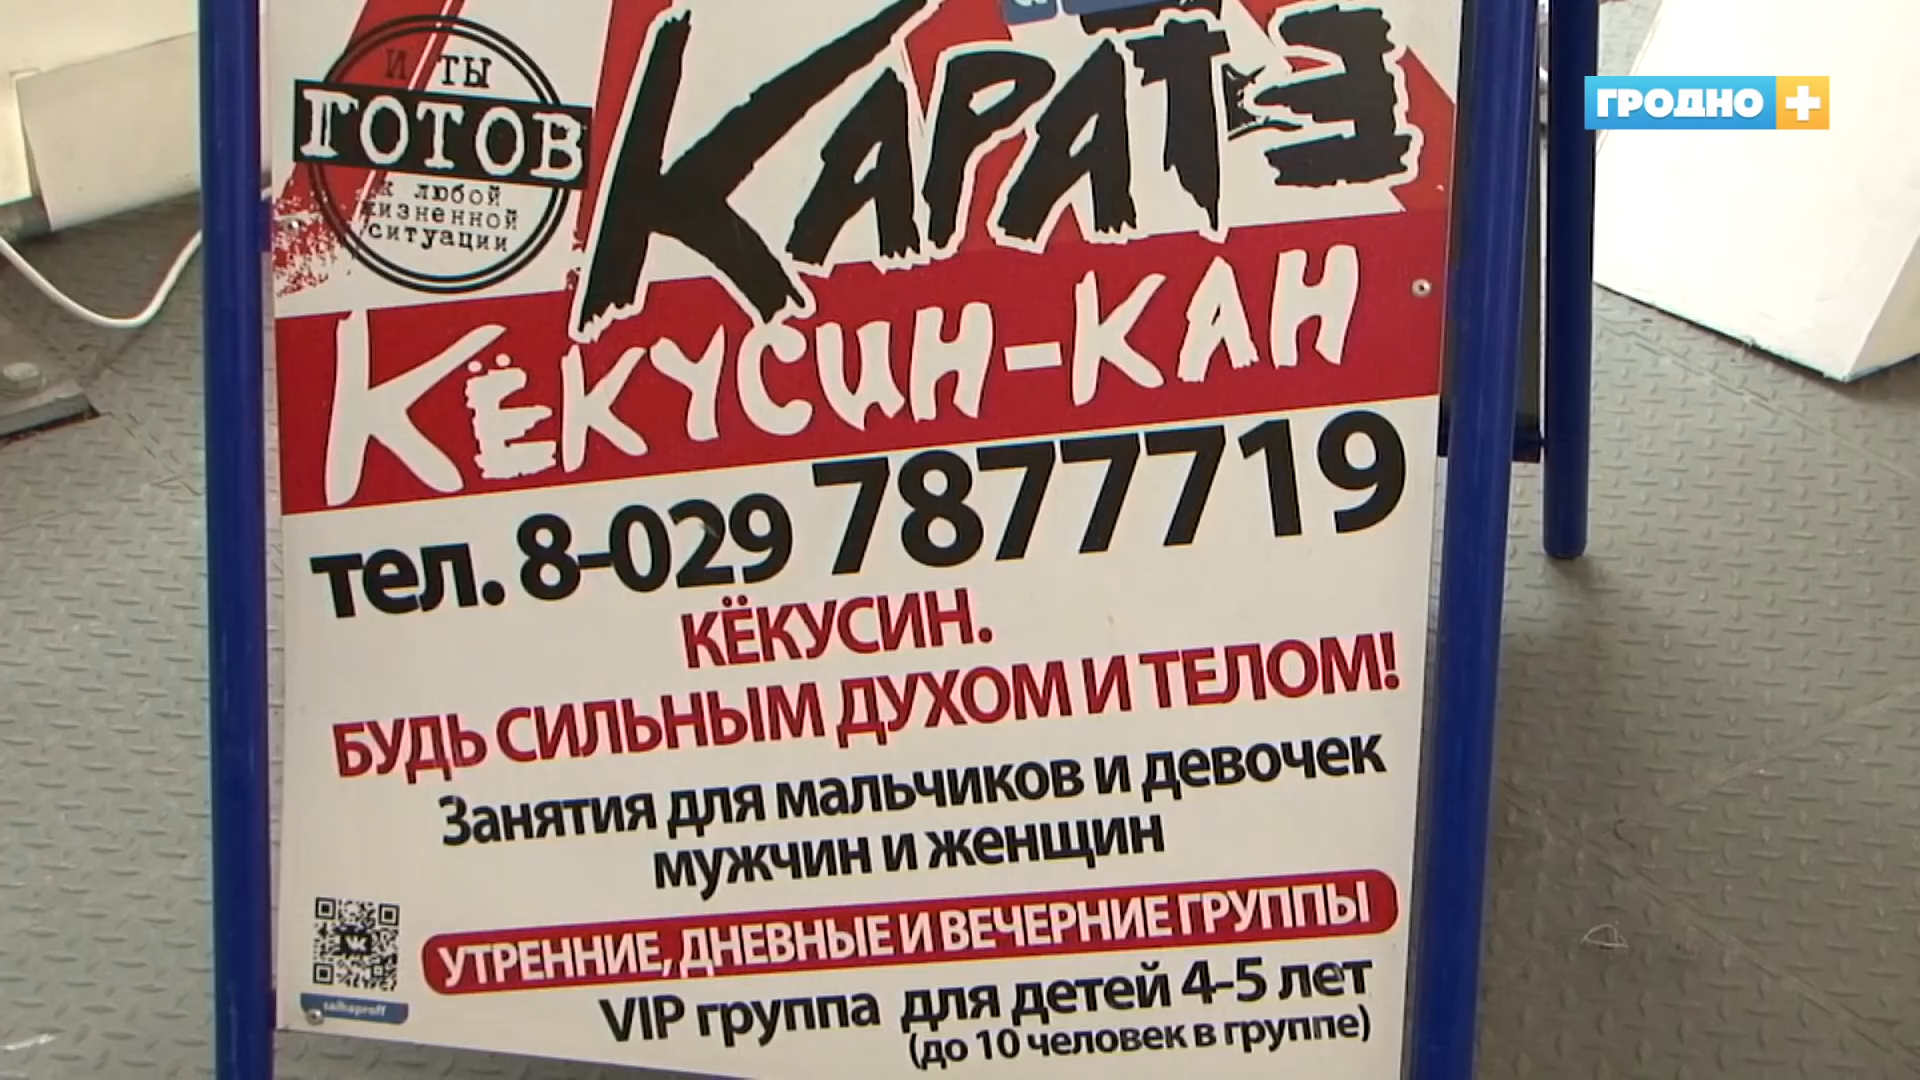 ГРОДНО +
И ТЫ
ГОТОВ
к любой
жизненной
ситуации
КАРАТЭ
КЁКУСИН-КАН
тел. 8-029 7877719
КЁКУСИН.
БУДЬ СИЛЬНЫМ ДУХОМ И ТЕЛОМ!
Занятия для мальчиков и девочек
мужчин и женщин
УТРЕННИЕ, ДНЕВНЫЕ И ВЕЧЕРНИЕ ГРУППЫ
VIP группа для детей 4-5 лет
(до 10 человек в группе)